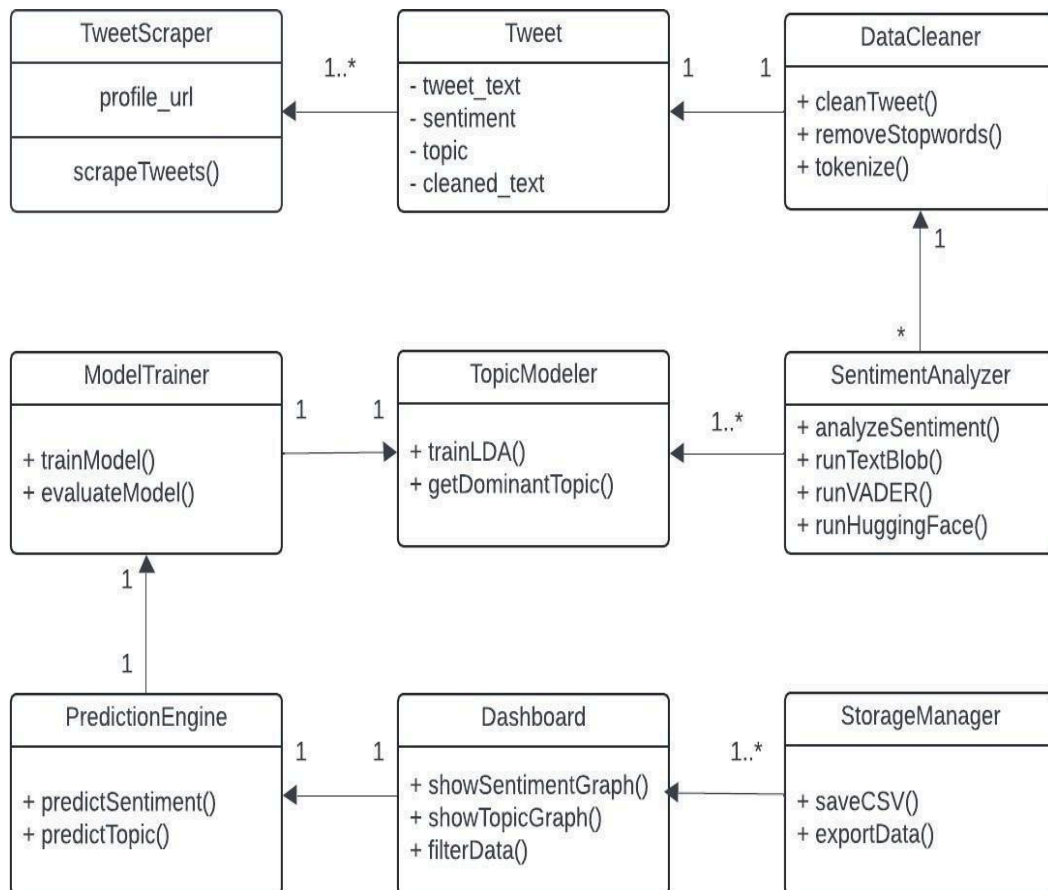 TweetScraper
profile_url
scrapeTweets()
1..*
Tweet
- tweet_text
- sentiment
- topic
- cleaned_text
1
1
DataCleaner
+ cleanTweet()
+ removeStopwords()
+ tokenize()
1
*
ModelTrainer
+ trainModel()
+ evaluateModel()
1
1
TopicModeler
+ trainLDA()
+ getDominantTopic()
1..*
SentimentAnalyzer
+ analyzeSentiment()
+ runTextBlob()
+ runVADER()
+ runHuggingFace()
1
1
PredictionEngine
+ predictSentiment()
+ predictTopic()
1
1
Dashboard
+ showSentimentGraph()
+ showTopicGraph()
+ filterData()
1..*
StorageManager
+ saveCSV()
+ exportData()